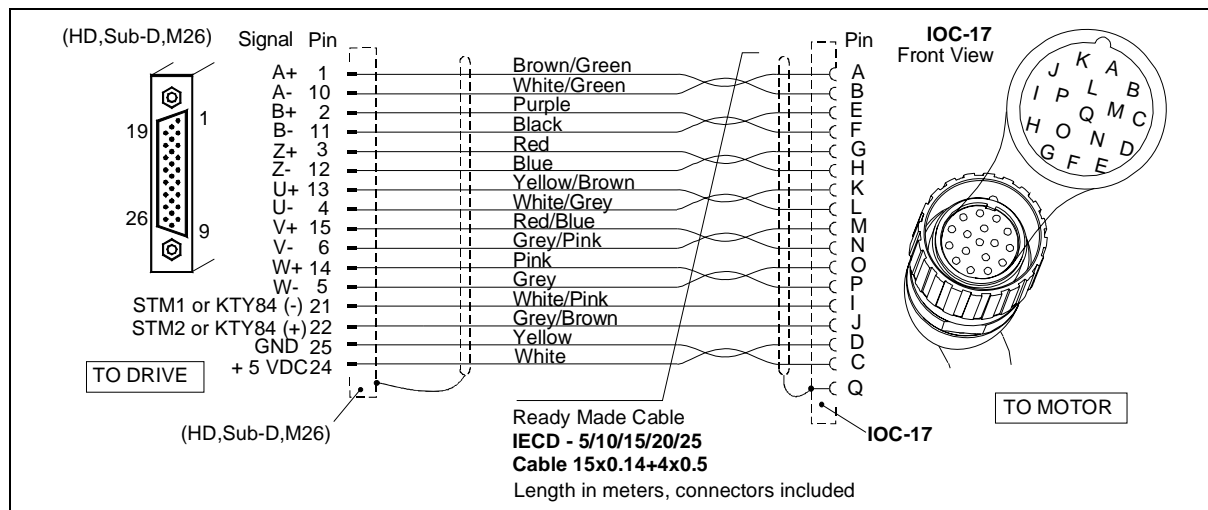 (HD,Sub-D,M26)
Signal Pin
Pin
IOC-17
Front View
A+ 1 Brown/Green A
A- 10 White/Green B
B+ 2 Purple E
B- 11 Black F
Z+ 3 Red G
Z- 12 Blue H
U+ 13 Yellow/Brown K
U- 4 White/Grey L
V+ 15 Red/Blue M
V- 6 Grey/Pink N
W+ 14 Pink O
W- 5 Grey P
STM1 or KTY84 (-) 21 White/Pink I
STM2 or KTY84 (+) 22 Grey/Brown J
GND 25 Yellow D
+ 5 VDC 24 White C
Q
19
1
26
9
J K A B
I P L M C
H O Q N D
G F E
TO DRIVE
(HD,Sub-D,M26)
Ready Made Cable
IECD - 5/10/15/20/25
Cable 15x0.14+4x0.5
Length in meters, connectors included
IOC-17
TO MOTOR